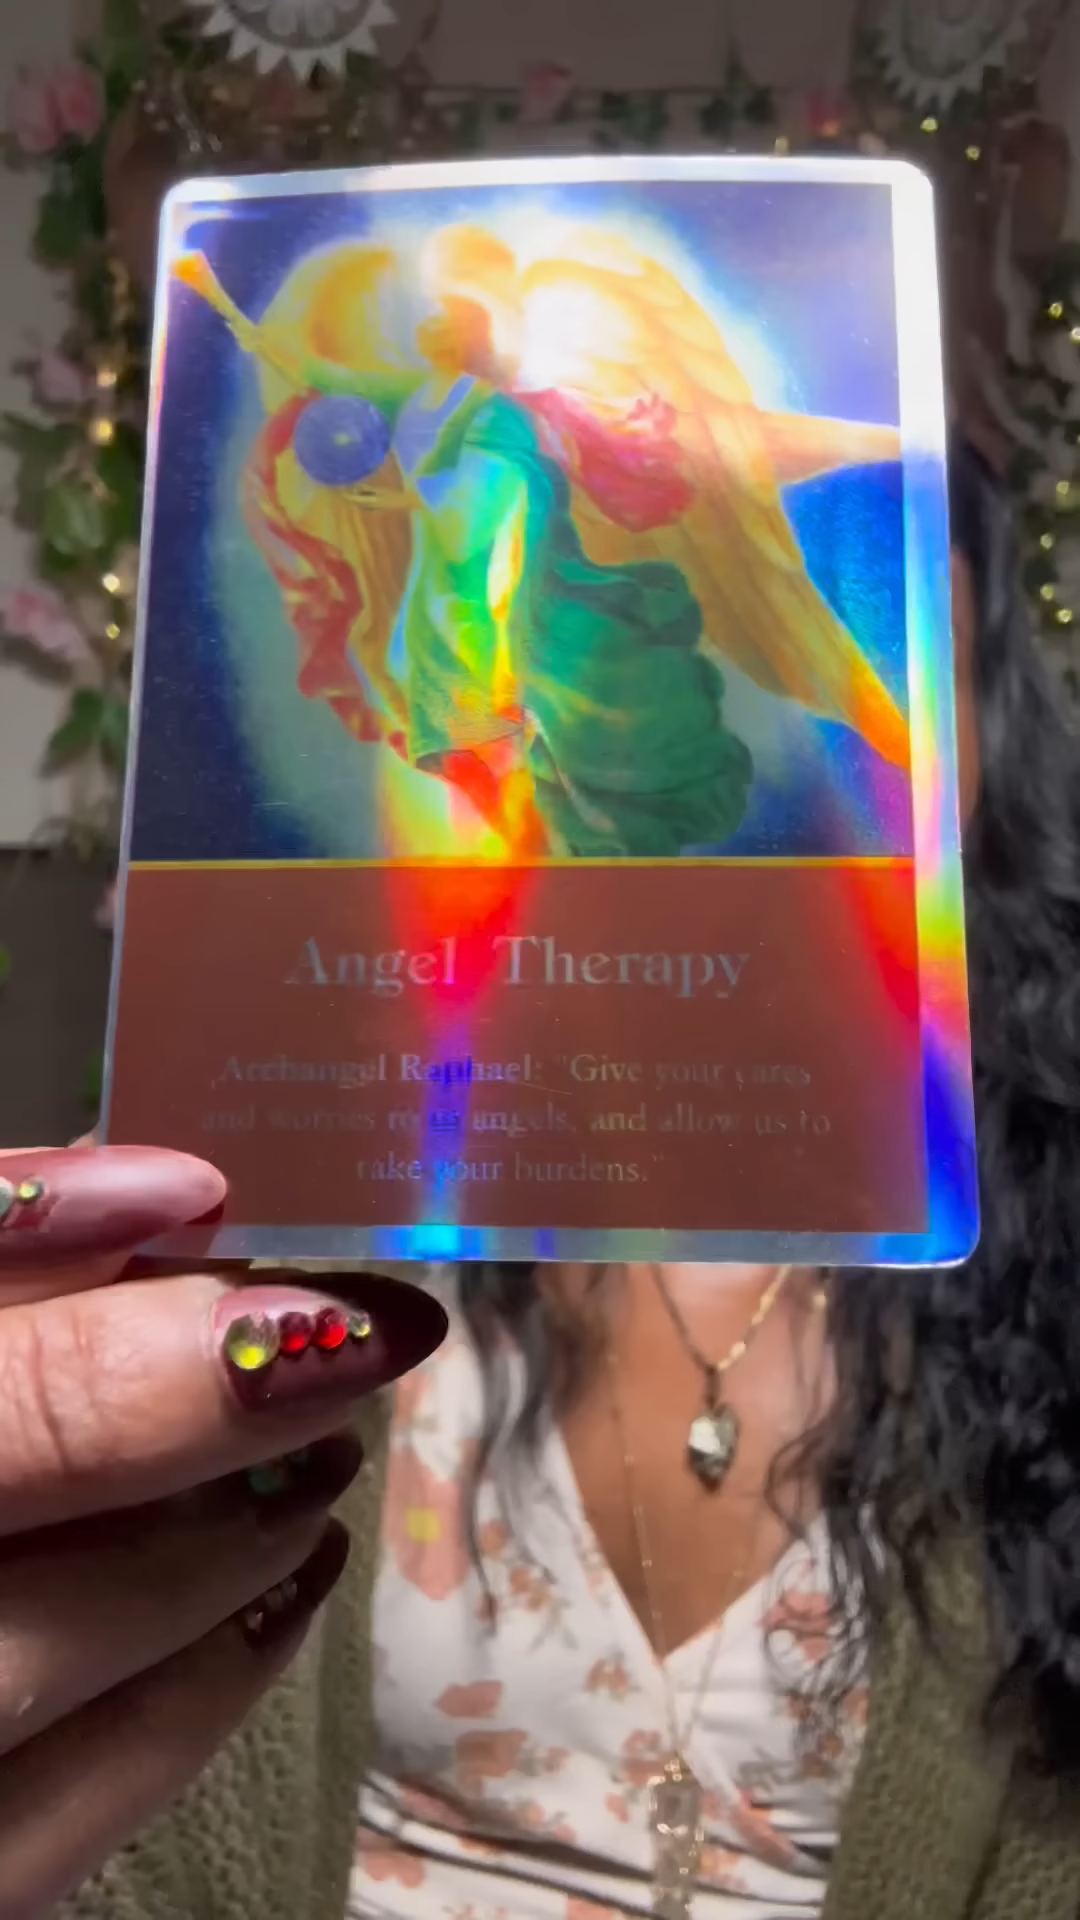 Angel Therapy
Archangel Raphael: "Give your cares
and worries to us angels, and allow us to
take your burdens."